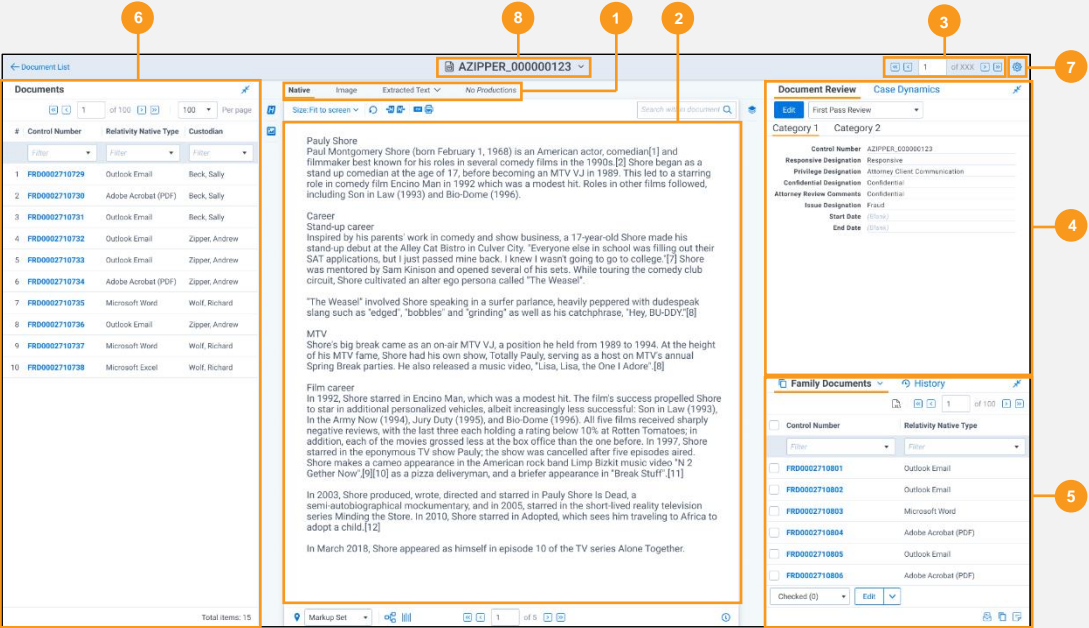 6
8
1
2
3
7
Document List
AZIPPER_000000123
1 of XXX
Documents
1 of 100 100 Per page
# Control Number Relativity Native Type Custodian
Filter Filter Filter
1 FRD0002710729 Outlook Email Beck, Sally
2 FRD0002710730 Adobe Acrobat (PDF) Beck, Sally
3 FRD0002710731 Outlook Email Beck, Sally
4 FRD0002710732 Outlook Email Zipper, Andrew
5 FRD0002710733 Outlook Email Zipper, Andrew
6 FRD0002710734 Adobe Acrobat (PDF) Zipper, Andrew
7 FRD0002710735 Microsoft Word Wolf, Richard
8 FRD0002710736 Outlook Email Zipper, Andrew
9 FRD0002710737 Microsoft Word Wolf, Richard
10 FRD0002710738 Microsoft Excel Wolf, Richard
Total items: 15
Native Image Extracted Text No Productions
Size:Fit to screen Search within document
Pauly Shore
Paul Montgomery Shore (born February 1, 1968) is an American actor, comedian[1] and
filmmaker best known for his roles in several comedy films in the 1990s.[2] Shore began as a
stand up comedian at the age of 17, before becoming an MTV VJ in 1989. This led to a starring
role in comedy film Encino Man in 1992 which was a modest hit. Roles in other films followed,
including Son in Law (1993) and Bio-Dome (1996).
Career
Stand-up career
Inspired by his parents' work in comedy and show business, a 17-year-old Shore made his
stand-up debut at the Alley Cat Bistro in Culver City. "Everyone else in school was filling out their
SAT applications, but I just passed mine back. I knew I wasn't going to go to college."[7] Shore
was mentored by Sam Kinison and opened several of his sets. While touring the comedy club
circuit, Shore cultivated an alter ego persona called "The Weasel".
"The Weasel" involved Shore speaking in a surfer parlance, heavily peppered with dudespeak
slang such as "edged", "bobbles" and "grinding" as well as his catchphrase, "Hey, BU-DDY."[8]
MTV
Shore's big break came as an on-air MTV VJ, a position he held from 1989 to 1994. At the height
of his MTV fame, Shore had his own show, Totally Pauly, serving as a host on MTV's annual
Spring Break parties. He also released a music video, "Lisa, Lisa, the One I Adore".[8]
Film career
In 1992, Shore starred in Encino Man, which was a modest hit. The film's success propelled Shore
to star in additional personalized vehicles, albeit increasingly less successful: Son in Law (1993),
In the Army Now (1994), Jury Duty (1995), and Bio-Dome (1996). All five films received sharply
negative reviews, with the last three each holding a rating below 10% at Rotten Tomatoes; in
addition, each of the movies grossed less at the box office than the one before. In 1997, Shore
starred in the eponymous TV show Pauly; the show was cancelled after five episodes aired.
Shore makes a cameo appearance in the American rock band Limp Bizkit music video "N 2
Gether Now",[9][10] as a pizza deliveryman, and a briefer appearance in "Break Stuff".[11]
In 2003, Shore produced, wrote, directed and starred in Pauly Shore Is Dead, a
semi-autobiographical mockumentary, and in 2005, starred in the short-lived reality television
series Minding the Store. In 2010, Shore starred in Adopted, which sees him traveling to Africa to
adopt a child.[12]
In March 2018, Shore appeared as himself in episode 10 of the TV series Alone Together.
Markup Set 1 of 5
Document Review Case Dynamics
Edit First Pass Review
Category 1 Category 2
Control Number AZIPPER_000000123
Responsive Designation Responsive
Privilege Designation Attorney Client Communication
Confidential Designation Confidential
Attorney Review Comments Confidential
Issue Designation Fraud
Start Date (Blank)
End Date (Blank)
4
Family Documents History
1 of 100
Control Number Relativity Native Type
Filter Filter
FRD0002710801 Outlook Email
FRD0002710802 Outlook Email
FRD0002710803 Microsoft Word
FRD0002710804 Adobe Acrobat (PDF)
FRD0002710805 Outlook Email
FRD0002710806 Adobe Acrobat (PDF)
Checked (0) Edit
5